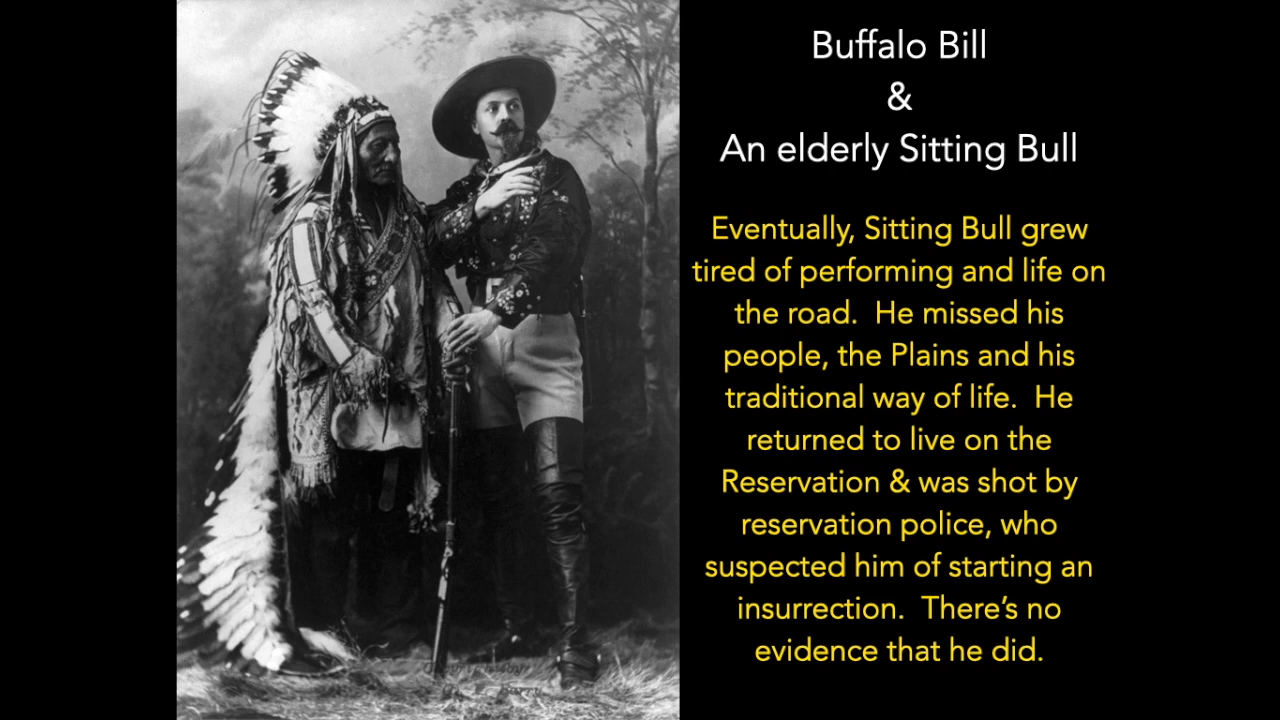 Buffalo Bill
&
An elderly Sitting Bull
Eventually, Sitting Bull grew
tired of performing and life on
the road.  He missed his
people, the Plains and his
traditional way of life.  He
returned to live on the
Reservation & was shot by
reservation police, who
suspected him of starting an
insurrection.  There’s no
evidence that he did.